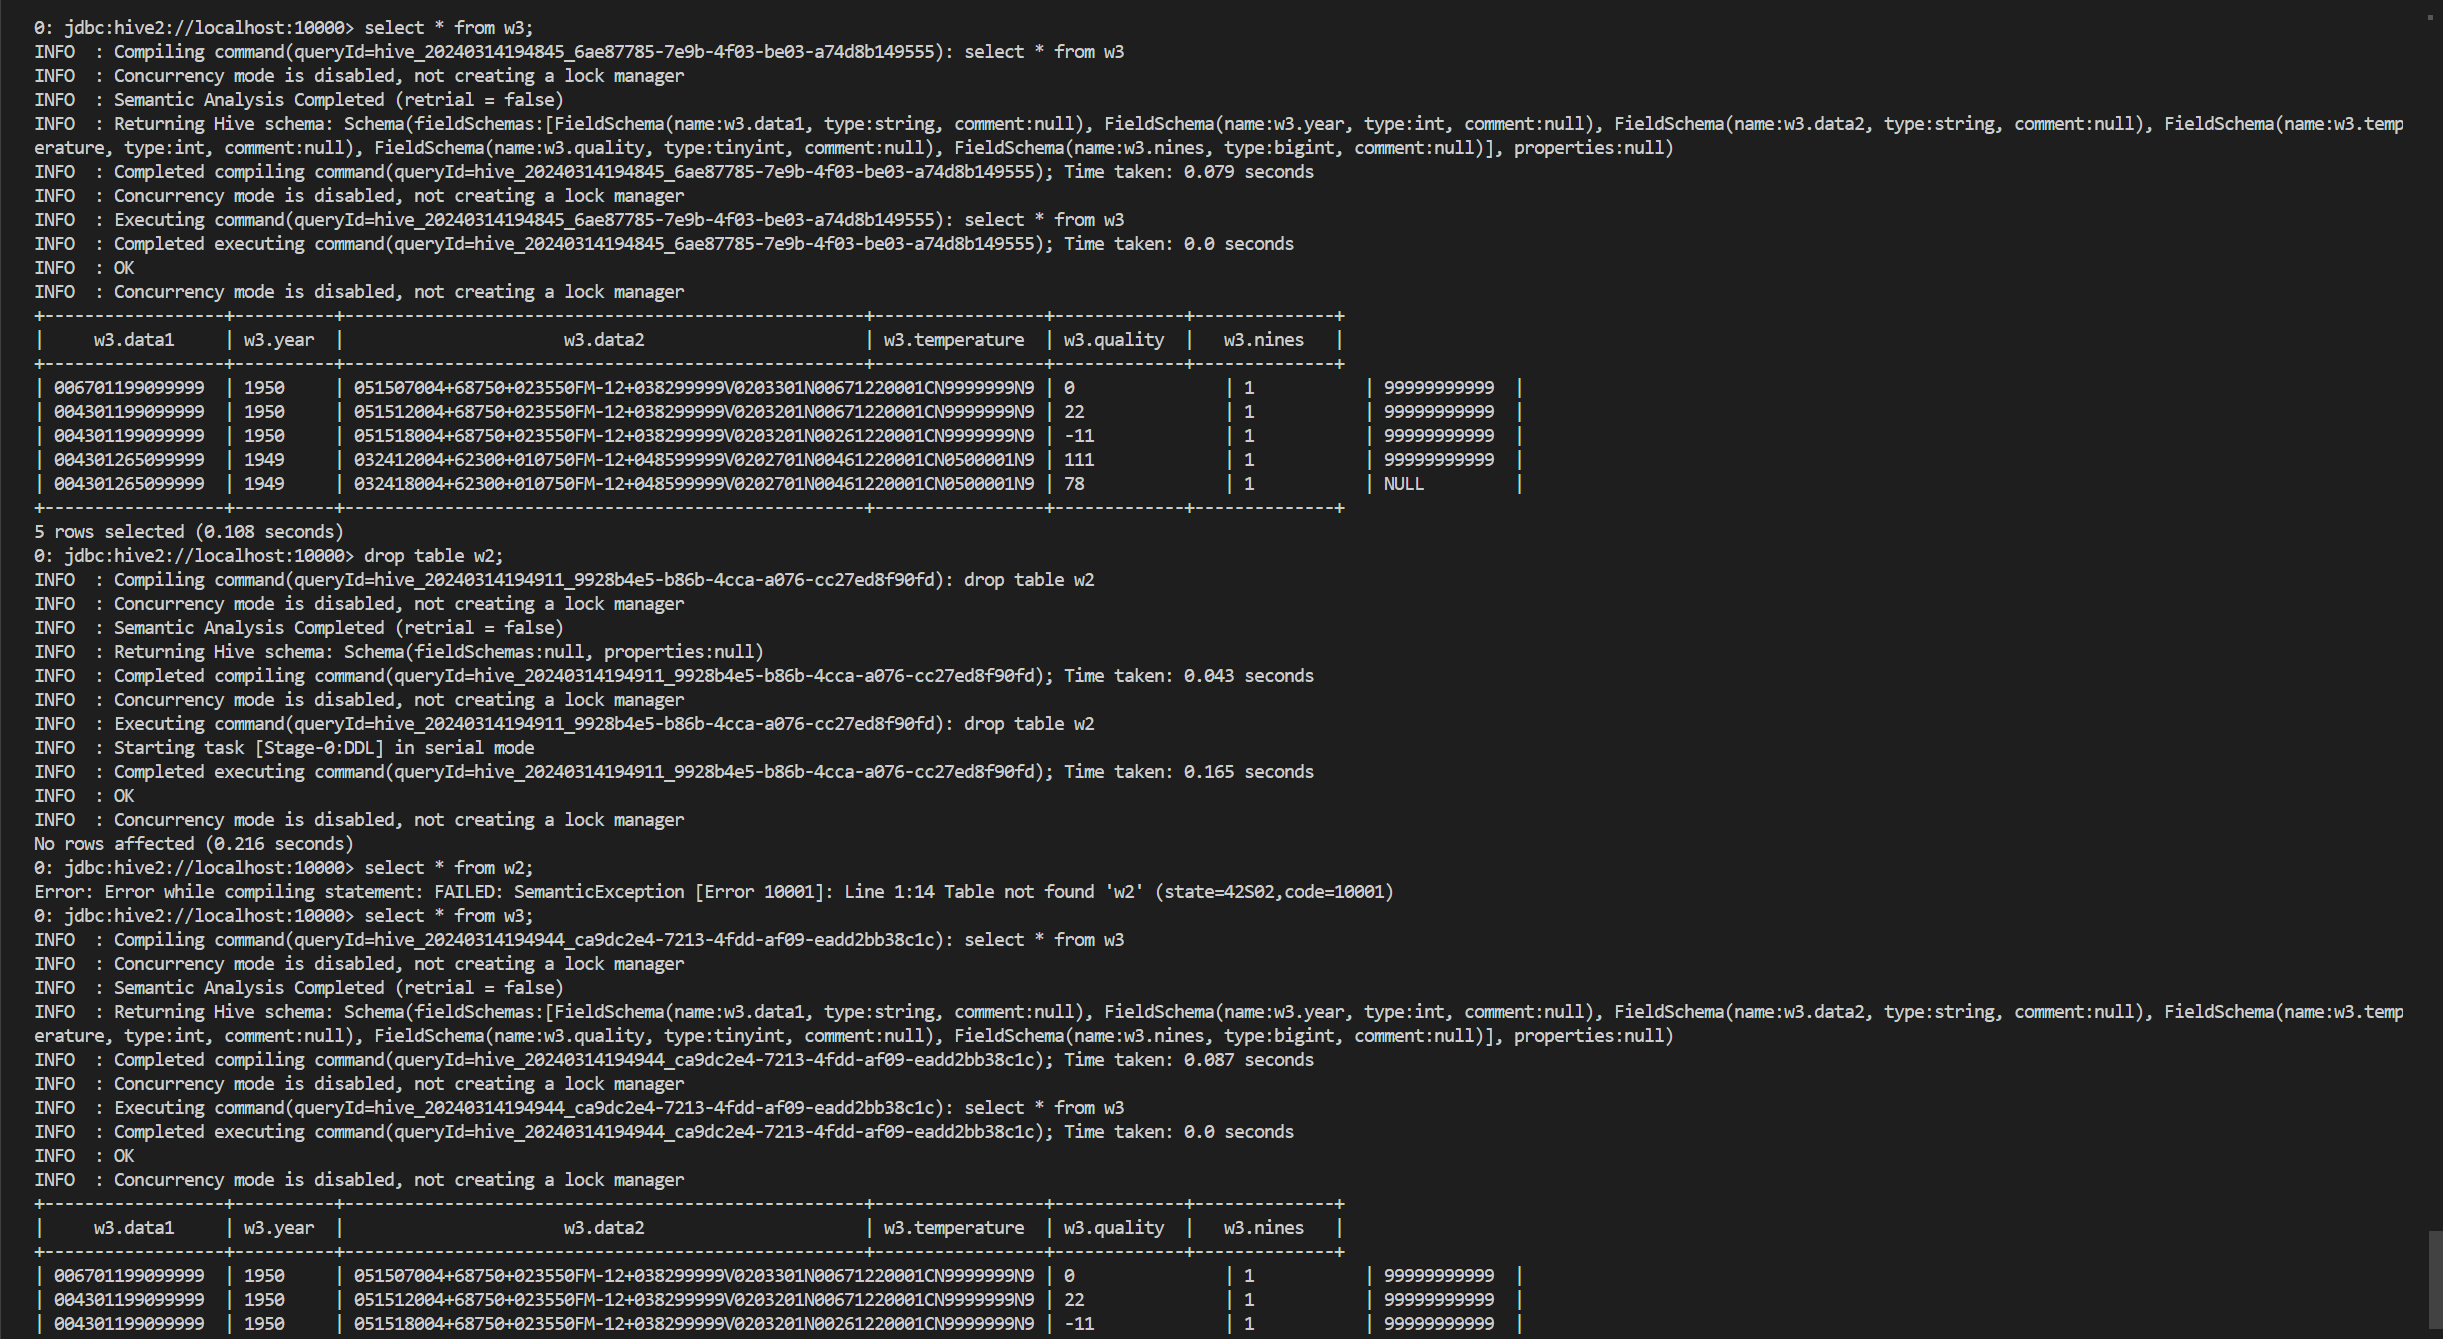 0: jdbc:hive2://localhost:10000> select * from w3;
INFO  : Compiling command(queryId=hive_20240314194845_6ae87785-7e9b-4f03-be03-a74d8b149555): select * from w3
INFO  : Concurrency mode is disabled, not creating a lock manager
INFO  : Semantic Analysis Completed (retrial = false)
INFO  : Returning Hive schema: Schema(fieldSchemas:[FieldSchema(name:w3.data1, type:string, comment:null), FieldSchema(name:w3.year, type:int, comment:null), FieldSchema(name:w3.data2, type:string, comment:null), FieldSchema(name:w3.temp
erature, type:int, comment:null), FieldSchema(name:w3.quality, type:tinyint, comment:null), FieldSchema(name:w3.nines, type:bigint, comment:null)], properties:null)
INFO  : Completed compiling command(queryId=hive_20240314194845_6ae87785-7e9b-4f03-be03-a74d8b149555); Time taken: 0.079 seconds
INFO  : Concurrency mode is disabled, not creating a lock manager
INFO  : Executing command(queryId=hive_20240314194845_6ae87785-7e9b-4f03-be03-a74d8b149555): select * from w3
INFO  : Completed executing command(queryId=hive_20240314194845_6ae87785-7e9b-4f03-be03-a74d8b149555); Time taken: 0.0 seconds
INFO  : OK
INFO  : Concurrency mode is disabled, not creating a lock manager
+------------------+----------+----------------------------------------------------+-----------------+-------------+--------------+
|     w3.data1     | w3.year  |                      w3.data2                      | w3.temperature  | w3.quality  |   w3.nines   |
+------------------+----------+----------------------------------------------------+-----------------+-------------+--------------+
| 006701199099999  | 1950     | 051507004+68750+023550FM-12+038299999V0203301N00671220001CN9999999N9 | 0               | 1           | 99999999999  |
| 004301199099999  | 1950     | 051512004+68750+023550FM-12+038299999V0203201N00671220001CN9999999N9 | 22              | 1           | 99999999999  |
| 004301199099999  | 1950     | 051518004+68750+023550FM-12+038299999V0203201N00261220001CN9999999N9 | -11             | 1           | 99999999999  |
| 004301265099999  | 1949     | 032412004+62300+010750FM-12+048599999V0202701N00461220001CN0500001N9 | 111             | 1           | 99999999999  |
| 004301265099999  | 1949     | 032418004+62300+010750FM-12+048599999V0202701N00461220001CN0500001N9 | 78              | 1           | NULL         |
+------------------+----------+----------------------------------------------------+-----------------+-------------+--------------+
5 rows selected (0.108 seconds)
0: jdbc:hive2://localhost:10000> drop table w2;
INFO  : Compiling command(queryId=hive_20240314194911_9928b4e5-b86b-4cca-a076-cc27ed8f90fd): drop table w2
INFO  : Concurrency mode is disabled, not creating a lock manager
INFO  : Semantic Analysis Completed (retrial = false)
INFO  : Returning Hive schema: Schema(fieldSchemas:null, properties:null)
INFO  : Completed compiling command(queryId=hive_20240314194911_9928b4e5-b86b-4cca-a076-cc27ed8f90fd); Time taken: 0.043 seconds
INFO  : Concurrency mode is disabled, not creating a lock manager
INFO  : Executing command(queryId=hive_20240314194911_9928b4e5-b86b-4cca-a076-cc27ed8f90fd): drop table w2
INFO  : Starting task [Stage-0:DDL] in serial mode
INFO  : Completed executing command(queryId=hive_20240314194911_9928b4e5-b86b-4cca-a076-cc27ed8f90fd); Time taken: 0.165 seconds
INFO  : OK
INFO  : Concurrency mode is disabled, not creating a lock manager
No rows affected (0.216 seconds)
0: jdbc:hive2://localhost:10000> select * from w2;
Error: Error while compiling statement: FAILED: SemanticException [Error 10001]: Line 1:14 Table not found 'w2' (state=42S02,code=10001)
0: jdbc:hive2://localhost:10000> select * from w3;
INFO  : Compiling command(queryId=hive_20240314194944_ca9dc2e4-7213-4fdd-af09-eadd2bb38c1c): select * from w3
INFO  : Concurrency mode is disabled, not creating a lock manager
INFO  : Semantic Analysis Completed (retrial = false)
INFO  : Returning Hive schema: Schema(fieldSchemas:[FieldSchema(name:w3.data1, type:string, comment:null), FieldSchema(name:w3.year, type:int, comment:null), FieldSchema(name:w3.data2, type:string, comment:null), FieldSchema(name:w3.temp
erature, type:int, comment:null), FieldSchema(name:w3.quality, type:tinyint, comment:null), FieldSchema(name:w3.nines, type:bigint, comment:null)], properties:null)
INFO  : Completed compiling command(queryId=hive_20240314194944_ca9dc2e4-7213-4fdd-af09-eadd2bb38c1c); Time taken: 0.087 seconds
INFO  : Concurrency mode is disabled, not creating a lock manager
INFO  : Executing command(queryId=hive_20240314194944_ca9dc2e4-7213-4fdd-af09-eadd2bb38c1c): select * from w3
INFO  : Completed executing command(queryId=hive_20240314194944_ca9dc2e4-7213-4fdd-af09-eadd2bb38c1c); Time taken: 0.0 seconds
INFO  : OK
INFO  : Concurrency mode is disabled, not creating a lock manager
+------------------+----------+----------------------------------------------------+-----------------+-------------+--------------+
|     w3.data1     | w3.year  |                      w3.data2                      | w3.temperature  | w3.quality  |   w3.nines   |
+------------------+----------+----------------------------------------------------+-----------------+-------------+--------------+
| 006701199099999  | 1950     | 051507004+68750+023550FM-12+038299999V0203301N00671220001CN9999999N9 | 0               | 1           | 99999999999  |
| 004301199099999  | 1950     | 051512004+68750+023550FM-12+038299999V0203201N00671220001CN9999999N9 | 22              | 1           | 99999999999  |
| 004301199099999  | 1950     | 051518004+68750+023550FM-12+038299999V0203201N00261220001CN9999999N9 | -11             | 1           | 99999999999  |